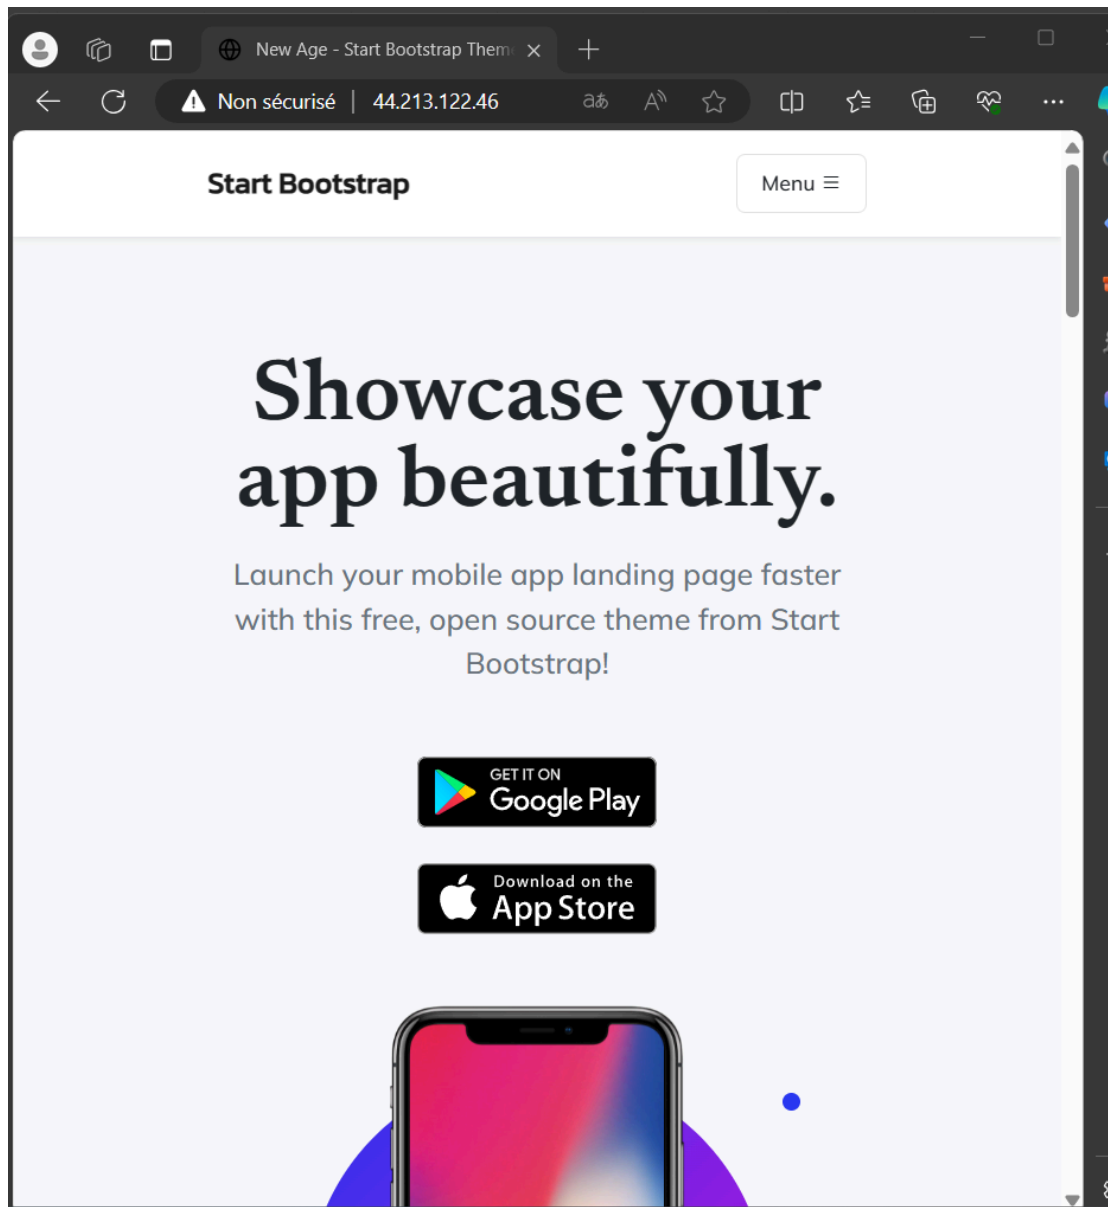 New Age - Start Bootstrap Them
Non sécurisé
44.213.122.46
aあ
Start Bootstrap
Menu
Showcase your
app beautifully.
Launch your mobile app landing page faster
with this free, open source theme from Start
Bootstrap!
GET IT ON
Google Play
Download on the
App Store